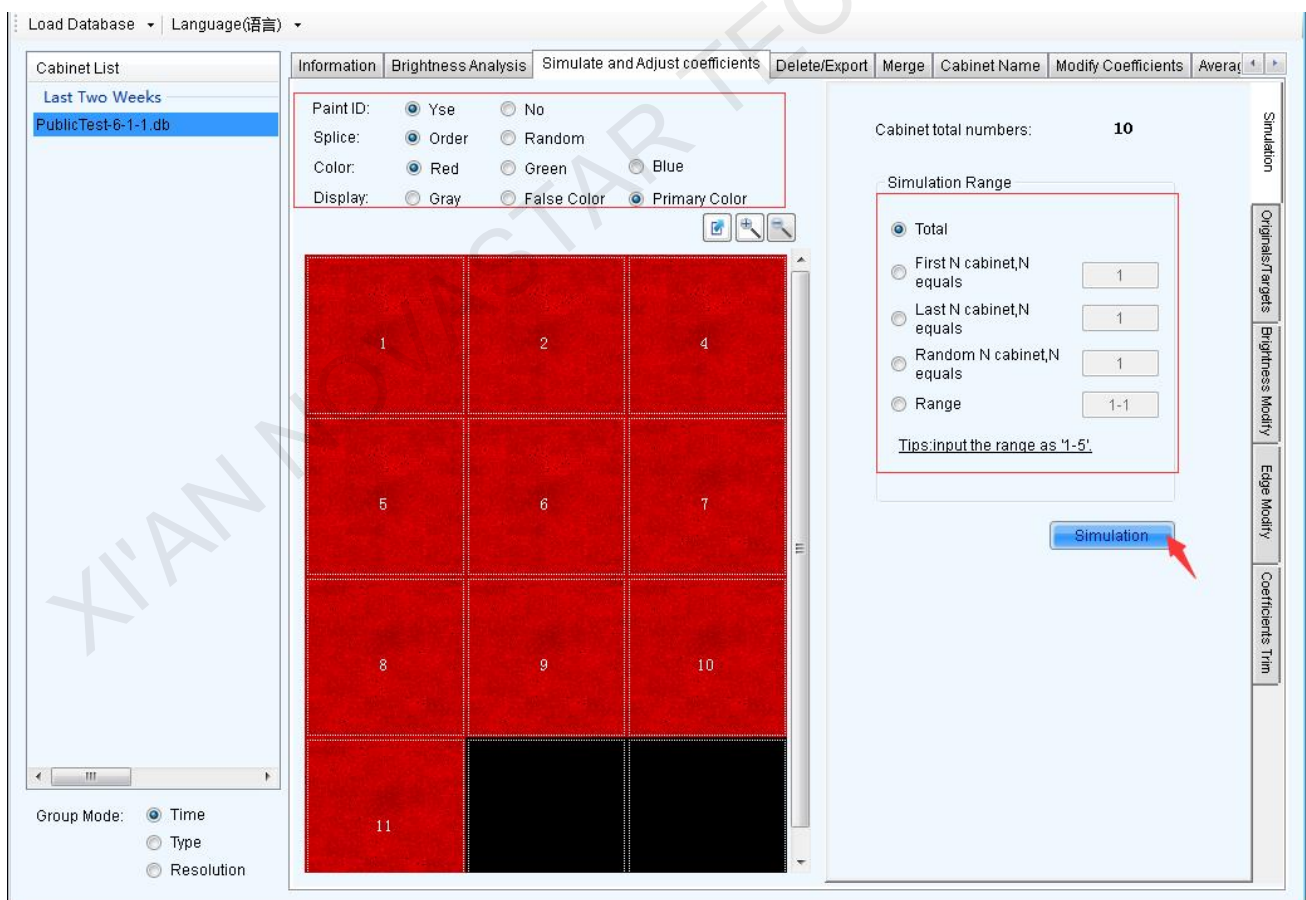 Load Database
Language(语言)
Cabinet List
Last Two Weeks
PublicTest-6-1-1.db
Group Mode:
Time
Type
Resolution
Information
Brightness Analysis
Simulate and Adjust coefficients
Delete/Export
Merge
Cabinet Name
Modify Coefficients
Paint ID: Yse No
Splice: Order Random
Color: Red Green Blue
Display: Gray False Color Primary Color
1 2 4
5 6 7
8 9 10
11
Cabinet total numbers: 10
Simulation Range
Total
First N cabinet,N
equals
1
Last N cabinet,N
equals
1
Random N cabinet,N
equals
1
Range 1-1
Tips:input the range as '1-5'.
Simulation
Simulation
Originals/Targets
Brightness Modify
Edge Modify
Coefficients Trim
XI'AN NOVASTAR TEC